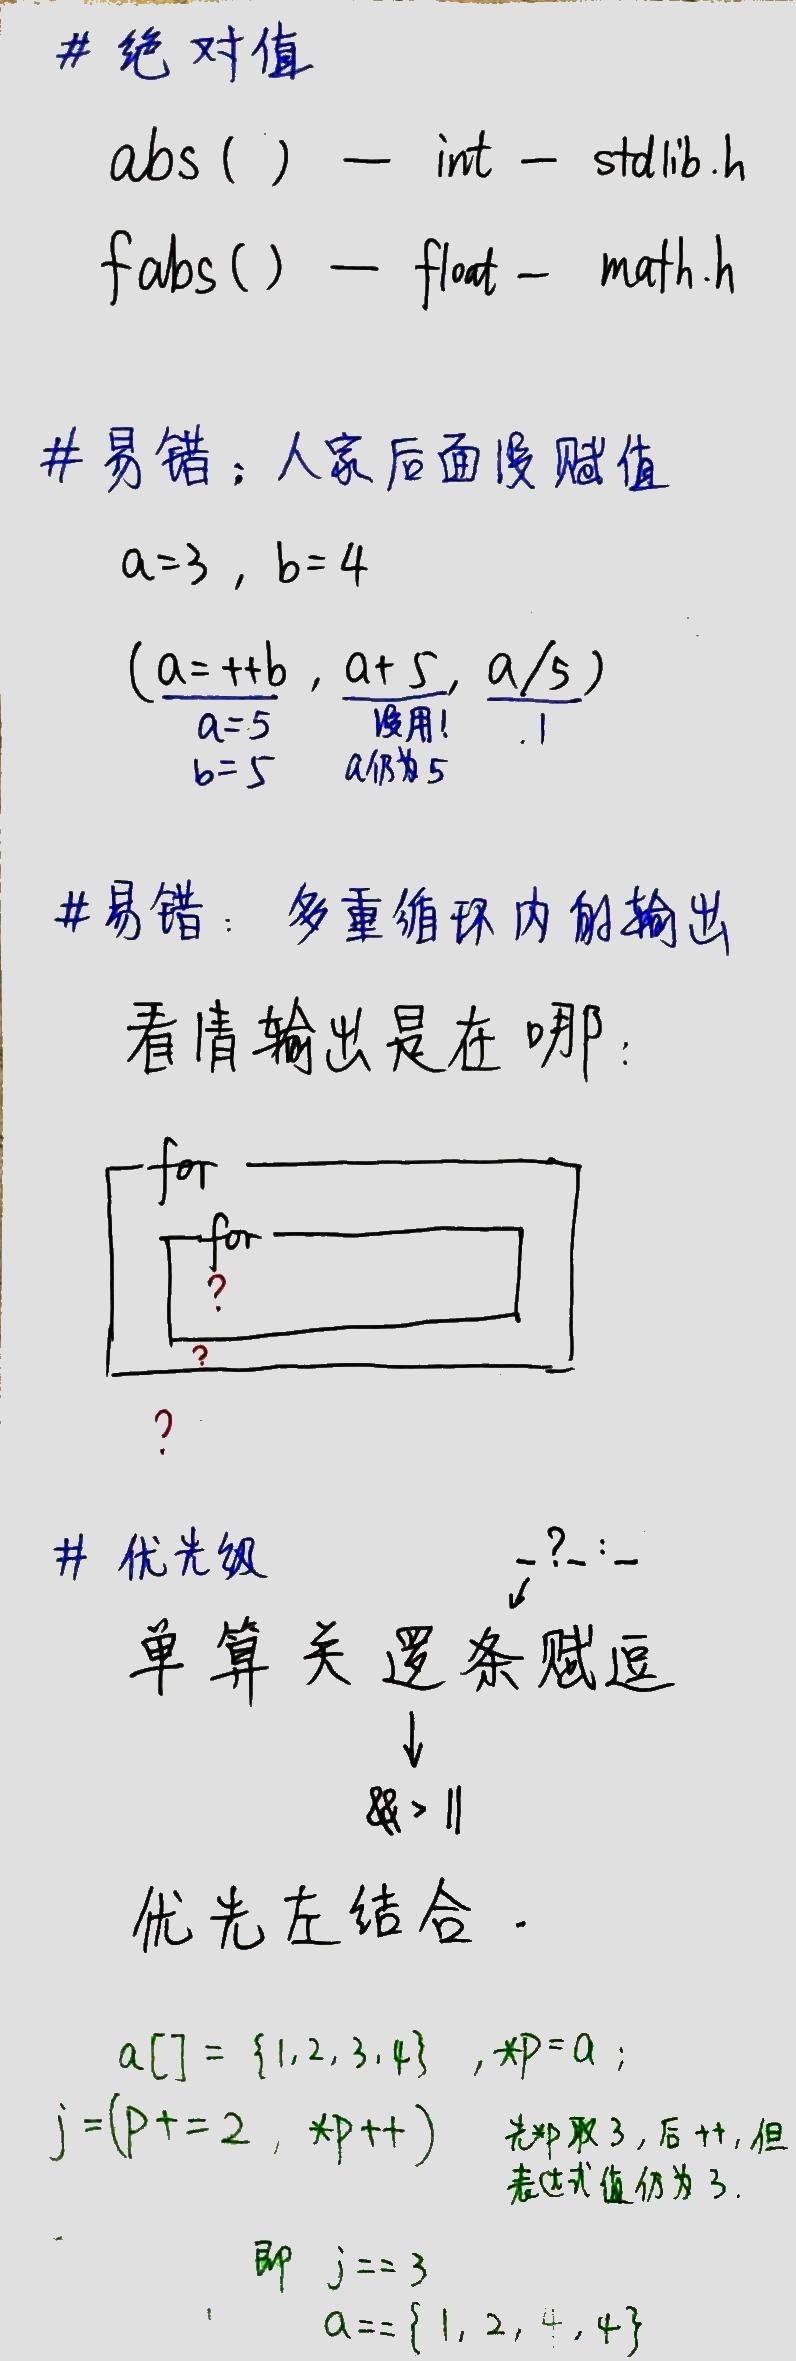 # 绝对值
abs( ) — int — stdlib.h
fabs( ) — float — math.h
# 易错：人家后面没赋值
a=3 , b=4
(a=++b , a+5, a/5)
a=5 没用! 1
b=5 a仍为5
# 易错： 多重循环内的输出
看清输出是在哪：
for
for
?
?
?
# 优先级 _?_:_
单算关逻条赋逗
↓
&&>||
优先左结合.
a[] = {1,2,3,4} ,*p=a;
j=(p+=2 , *p++) 先*p取3,后++,但
表达式值仍为3.
即 j==3
a=={1,2,4,4}